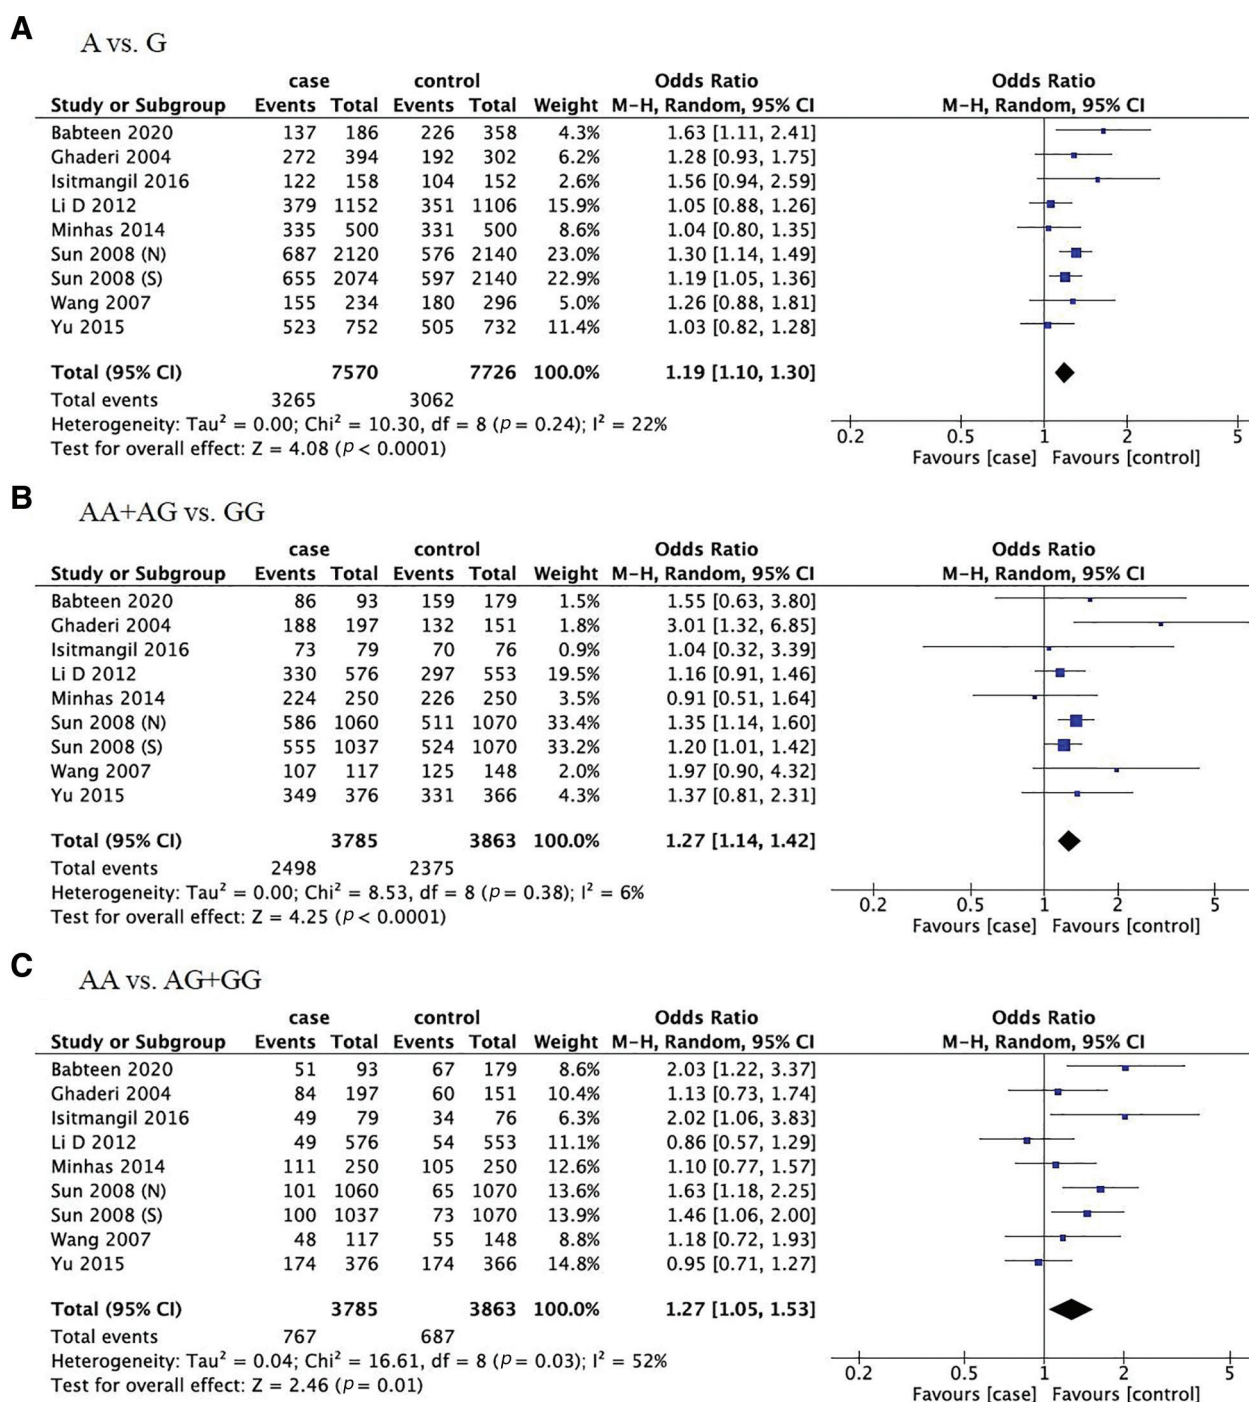 A
A vs. G
case control Odds Ratio Odds Ratio
Study or Subgroup Events Total Events Total Weight M-H, Random, 95% CI M-H, Random, 95% CI
Babteen 2020 137 186 226 358 4.3% 1.63 [1.11, 2.41]
Ghaderi 2004 272 394 192 302 6.2% 1.28 [0.93, 1.75]
Isitmangil 2016 122 158 104 152 2.6% 1.56 [0.94, 2.59]
Li D 2012 379 1152 351 1106 15.9% 1.05 [0.88, 1.26]
Minhas 2014 335 500 331 500 8.6% 1.04 [0.80, 1.35]
Sun 2008 (N) 687 2120 576 2140 23.0% 1.30 [1.14, 1.49]
Sun 2008 (S) 655 2074 597 2140 22.9% 1.19 [1.05, 1.36]
Wang 2007 155 234 180 296 5.0% 1.26 [0.88, 1.81]
Yu 2015 523 752 505 732 11.4% 1.03 [0.82, 1.28]
Total (95% CI) 7570 7726 100.0% 1.19 [1.10, 1.30]
Total events 3265 3062
Heterogeneity: Tau² = 0.00; Chi² = 10.30, df = 8 (p = 0.24); I² = 22%
Test for overall effect: Z = 4.08 (p < 0.0001)
0.2 0.5 1 2 5
Favours [case] Favours [control]
B
AA+AG vs. GG
case control Odds Ratio Odds Ratio
Study or Subgroup Events Total Events Total Weight M-H, Random, 95% CI M-H, Random, 95% CI
Babteen 2020 86 93 159 179 1.5% 1.55 [0.63, 3.80]
Ghaderi 2004 188 197 132 151 1.8% 3.01 [1.32, 6.85]
Isitmangil 2016 73 79 70 76 0.9% 1.04 [0.32, 3.39]
Li D 2012 330 576 297 553 19.5% 1.16 [0.91, 1.46]
Minhas 2014 224 250 226 250 3.5% 0.91 [0.51, 1.64]
Sun 2008 (N) 586 1060 511 1070 33.4% 1.35 [1.14, 1.60]
Sun 2008 (S) 555 1037 524 1070 33.2% 1.20 [1.01, 1.42]
Wang 2007 107 117 125 148 2.0% 1.97 [0.90, 4.32]
Yu 2015 349 376 331 366 4.3% 1.37 [0.81, 2.31]
Total (95% CI) 3785 3863 100.0% 1.27 [1.14, 1.42]
Total events 2498 2375
Heterogeneity: Tau² = 0.00; Chi² = 8.53, df = 8 (p = 0.38); I² = 6%
Test for overall effect: Z = 4.25 (p < 0.0001)
0.2 0.5 1 2 5
Favours [case] Favours [control]
C
AA vs. AG+GG
case control Odds Ratio Odds Ratio
Study or Subgroup Events Total Events Total Weight M-H, Random, 95% CI M-H, Random, 95% CI
Babteen 2020 51 93 67 179 8.6% 2.03 [1.22, 3.37]
Ghaderi 2004 84 197 60 151 10.4% 1.13 [0.73, 1.74]
Isitmangil 2016 49 79 34 76 6.3% 2.02 [1.06, 3.83]
Li D 2012 49 576 54 553 11.1% 0.86 [0.57, 1.29]
Minhas 2014 111 250 105 250 12.6% 1.10 [0.77, 1.57]
Sun 2008 (N) 101 1060 65 1070 13.6% 1.63 [1.18, 2.25]
Sun 2008 (S) 100 1037 73 1070 13.9% 1.46 [1.06, 2.00]
Wang 2007 48 117 55 148 8.8% 1.18 [0.72, 1.93]
Yu 2015 174 376 174 366 14.8% 0.95 [0.71, 1.27]
Total (95% CI) 3785 3863 100.0% 1.27 [1.05, 1.53]
Total events 767 687
Heterogeneity: Tau² = 0.04; Chi² = 16.61, df = 8 (p = 0.03); I² = 52%
Test for overall effect: Z = 2.46 (p = 0.01)
0.2 0.5 1 2 5
Favours [case] Favours [control]